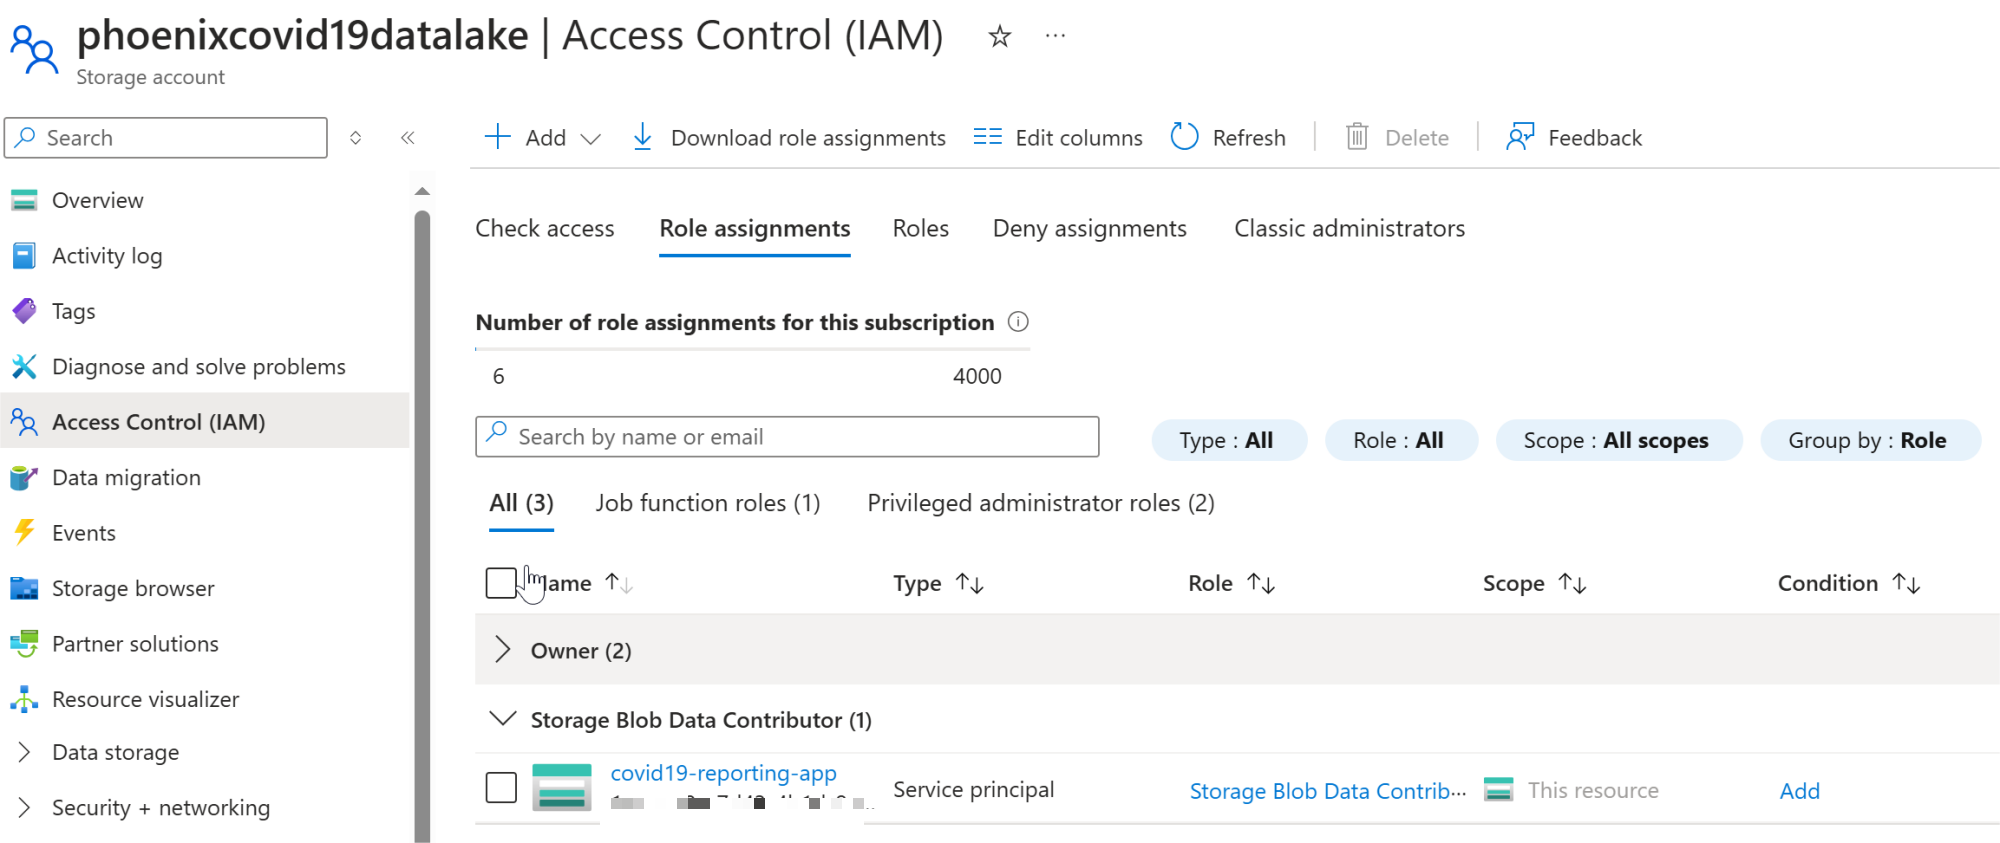 phoenixcovid19datalake | Access Control (IAM)
Storage account
Search
Add
Download role assignments
Edit columns
Refresh
Delete
Feedback
Overview
Activity log
Tags
Diagnose and solve problems
Access Control (IAM)
Data migration
Events
Storage browser
Partner solutions
Resource visualizer
Data storage
Security + networking
Check access
Role assignments
Roles
Deny assignments
Classic administrators
Number of role assignments for this subscription
6
4000
Search by name or email
Type : All
Role : All
Scope : All scopes
Group by : Role
All (3)
Job function roles (1)
Privileged administrator roles (2)
Name
Type
Role
Scope
Condition
Owner (2)
Storage Blob Data Contributor (1)
covid19-reporting-app
Service principal
Storage Blob Data Contrib...
This resource
Add